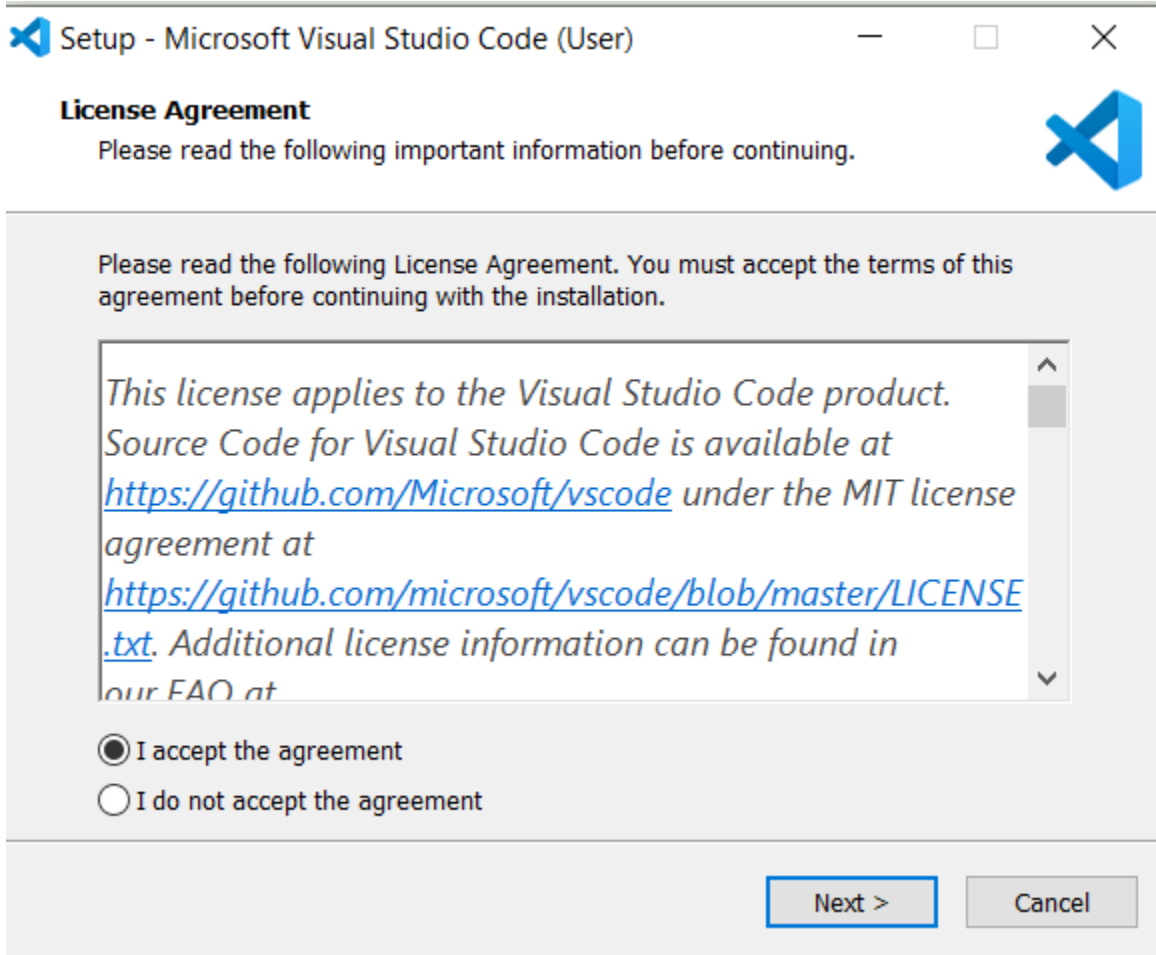 Setup - Microsoft Visual Studio Code (User)
License Agreement
Please read the following important information before continuing.
Please read the following License Agreement. You must accept the terms of this
agreement before continuing with the installation.
This license applies to the Visual Studio Code product.
Source Code for Visual Studio Code is available at
https://github.com/Microsoft/vscode under the MIT license
agreement at
https://github.com/microsoft/vscode/blob/master/LICENSE
.txt. Additional license information can be found in
our FAQ at
I accept the agreement
I do not accept the agreement
Next >
Cancel